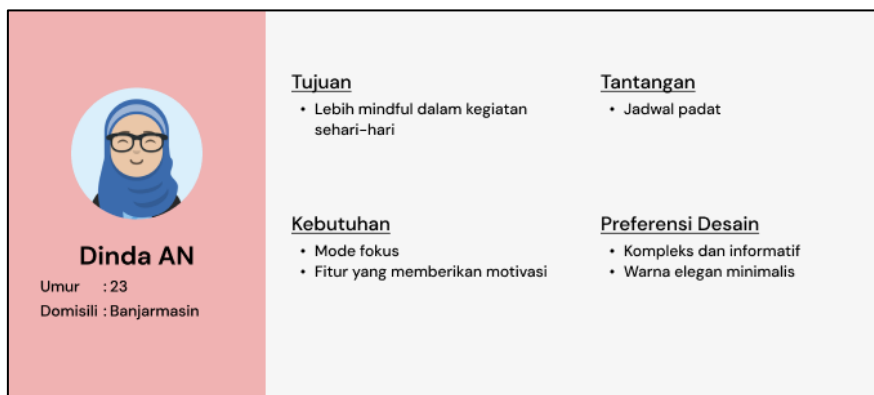 Dinda AN
Umur : 23
Domisili : Banjarmasin
Tujuan
• Lebih mindful dalam kegiatan
sehari-hari
Tantangan
• Jadwal padat
Kebutuhan
• Mode fokus
• Fitur yang memberikan motivasi
Preferensi Desain
• Kompleks dan informatif
• Warna elegan minimalis